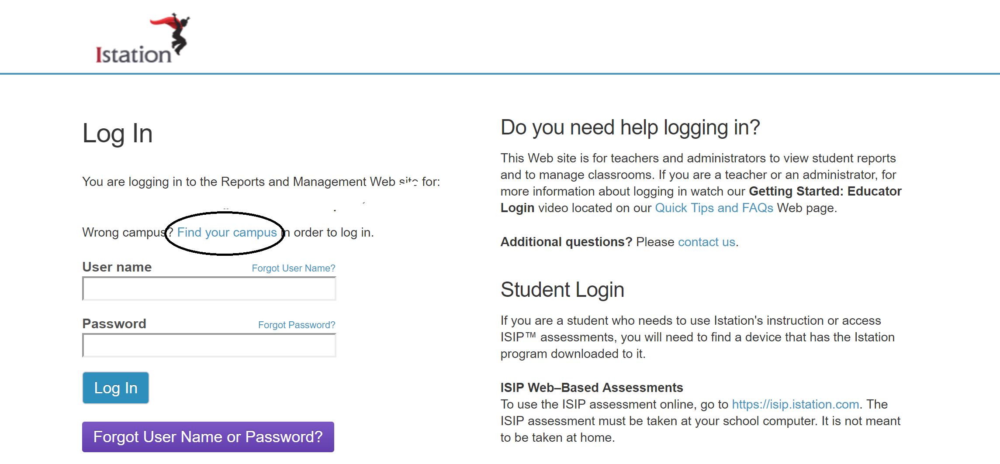 Istation
Log In
You are logging in to the Reports and Management Web site for:
Wrong campus? Find your campus in order to log in.
User name
Forgot User Name?
Password
Forgot Password?
Log In
Forgot User Name or Password?
Do you need help logging in?
This Web site is for teachers and administrators to view student reports
and to manage classrooms. If you are a teacher or an administrator, for
more information about logging in watch our Getting Started: Educator
Login video located on our Quick Tips and FAQs Web page.
Additional questions? Please contact us.
Student Login
If you are a student who needs to use Istation's instruction or access
ISIP™ assessments, you will need to find a device that has the Istation
program downloaded to it.
ISIP Web–Based Assessments
To use the ISIP assessment online, go to https://isip.istation.com. The
ISIP assessment must be taken at your school computer. It is not meant
to be taken at home.